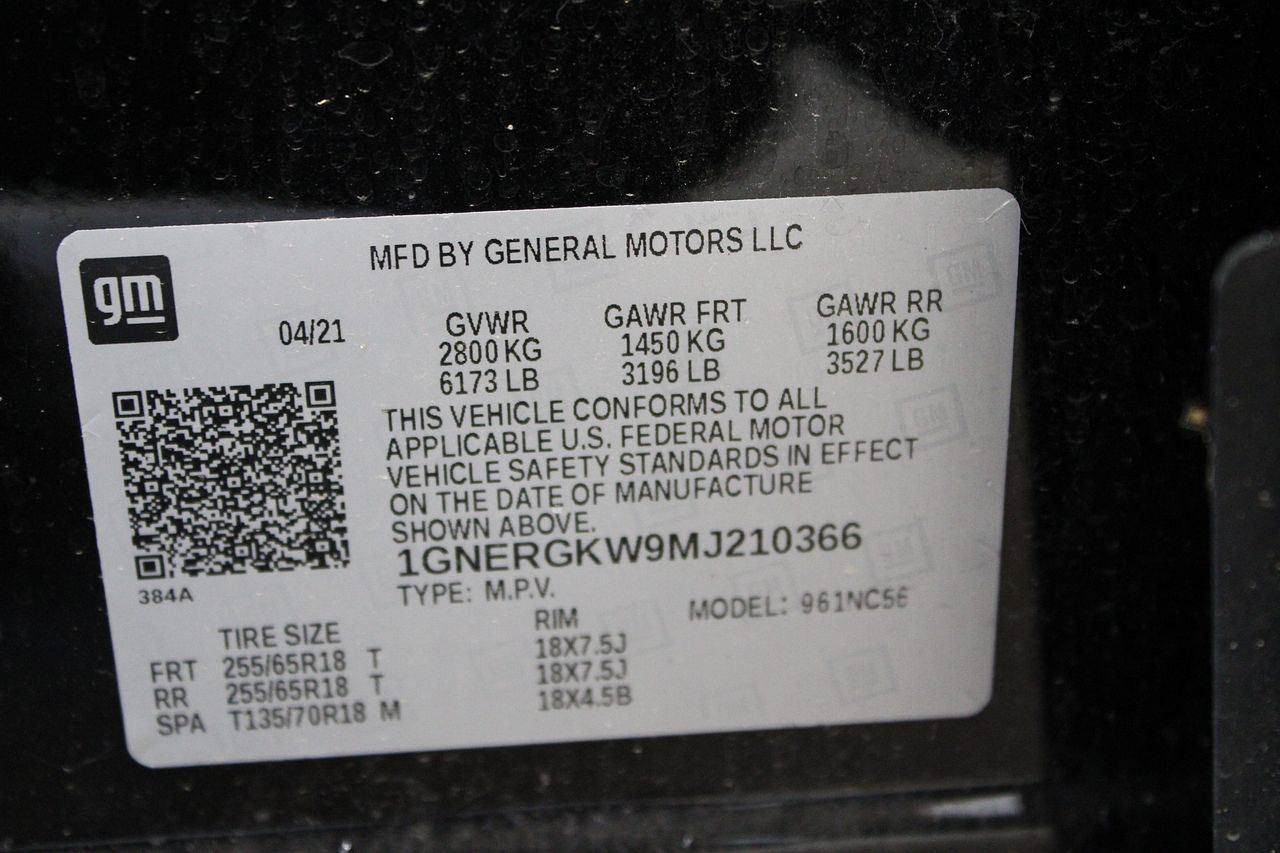 MFD BY GENERAL MOTORS LLC
gm
04/21 GVWR GAWR FRT GAWR RR
2800 KG 1450 KG 1600 KG
6173 LB 3196 LB 3527 LB
THIS VEHICLE CONFORMS TO ALL
APPLICABLE U.S. FEDERAL MOTOR
VEHICLE SAFETY STANDARDS IN EFFECT
ON THE DATE OF MANUFACTURE
SHOWN ABOVE.
1GNERGKW9MJ210366
384A
TYPE: M.P.V. MODEL: 961NC56
TIRE SIZE RIM
FRT 255/65R18 T 18X7.5J
RR 255/65R18 T 18X7.5J
SPA T135/70R18 M 18X4.5B